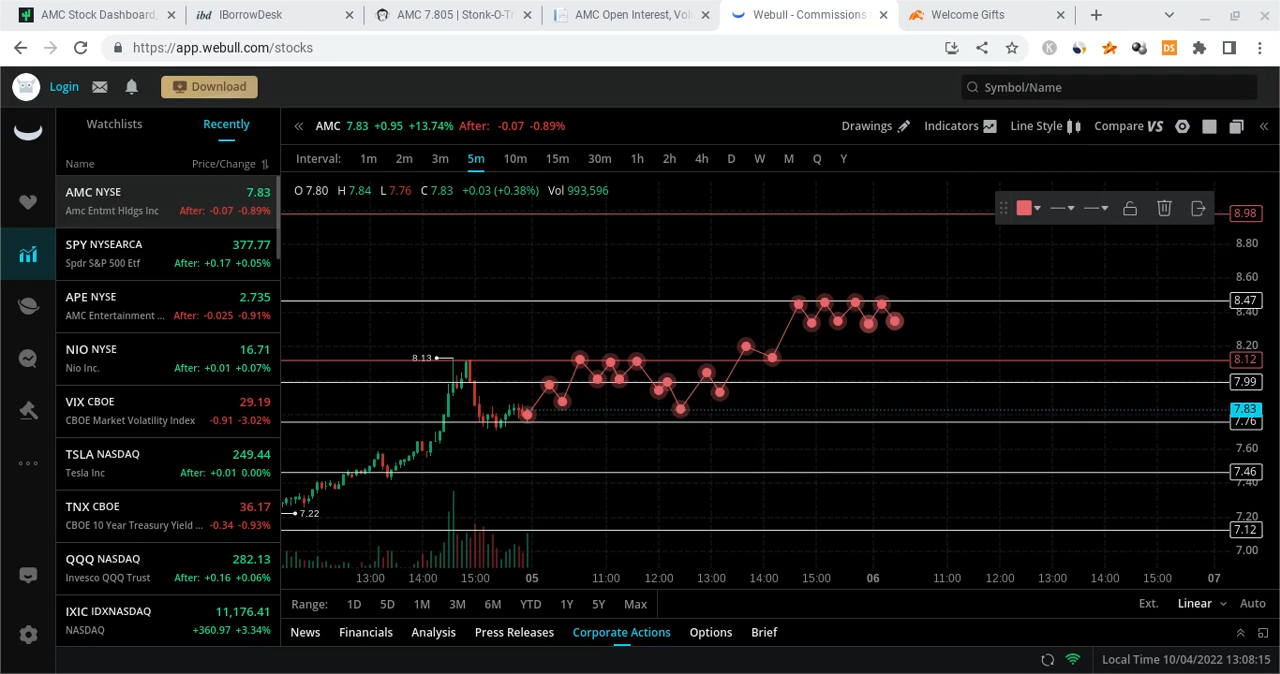 AMC Stock Dashboard,
ibd IBorrowDesk
AMC 7.805 | Stonk-O-Tr
AMC Open Interest, Vol
Webull - Commissions
Welcome Gifts
https://app.webull.com/stocks
K
DS
Login
Download
Symbol/Name
Watchlists
Recently
Name Price/Change
AMC NYSE 7.83
Amc Entmt Hldgs Inc After: -0.07 -0.89%
SPY NYSEARCA 377.77
Spdr S&P 500 Etf After: +0.17 +0.05%
APE NYSE 2.735
AMC Entertainment ... After: -0.025 -0.91%
NIO NYSE 16.71
Nio Inc. After: +0.01 +0.07%
VIX CBOE 29.19
CBOE Market Volatility Index -0.91 -3.02%
TSLA NASDAQ 249.44
Tesla Inc After: +0.01 0.00%
TNX CBOE 36.17
CBOE 10 Year Treasury Yield ... -0.34 -0.93%
QQQ NASDAQ 282.13
Invesco QQQ Trust After: +0.16 +0.06%
IXIC IDXNASDAQ 11,176.41
NASDAQ +360.97 +3.34%
AMC 7.83 +0.95 +13.74% After: -0.07 -0.89%
Drawings
Indicators
Line Style
Compare VS
Interval: 1m 2m 3m 5m 10m 15m 30m 1h 2h 4h D W M Q Y
O 7.80 H 7.84 L 7.76 C 7.83 +0.03 (+0.38%) Vol 993,596
8.98
8.80
8.60
8.47
8.40
8.20
8.13
8.12
7.99
7.83
7.76
7.60
7.46
7.40
7.22
7.20
7.12
7.00
13:00 14:00 15:00 05 11:00 12:00 13:00 14:00 15:00 06 11:00 12:00 13:00 14:00 15:00 07
Range: 1D 5D 1M 3M 6M YTD 1Y 5Y Max
Ext. Linear Auto
News Financials Analysis Press Releases Corporate Actions Options Brief
Local Time 10/04/2022 13:08:15